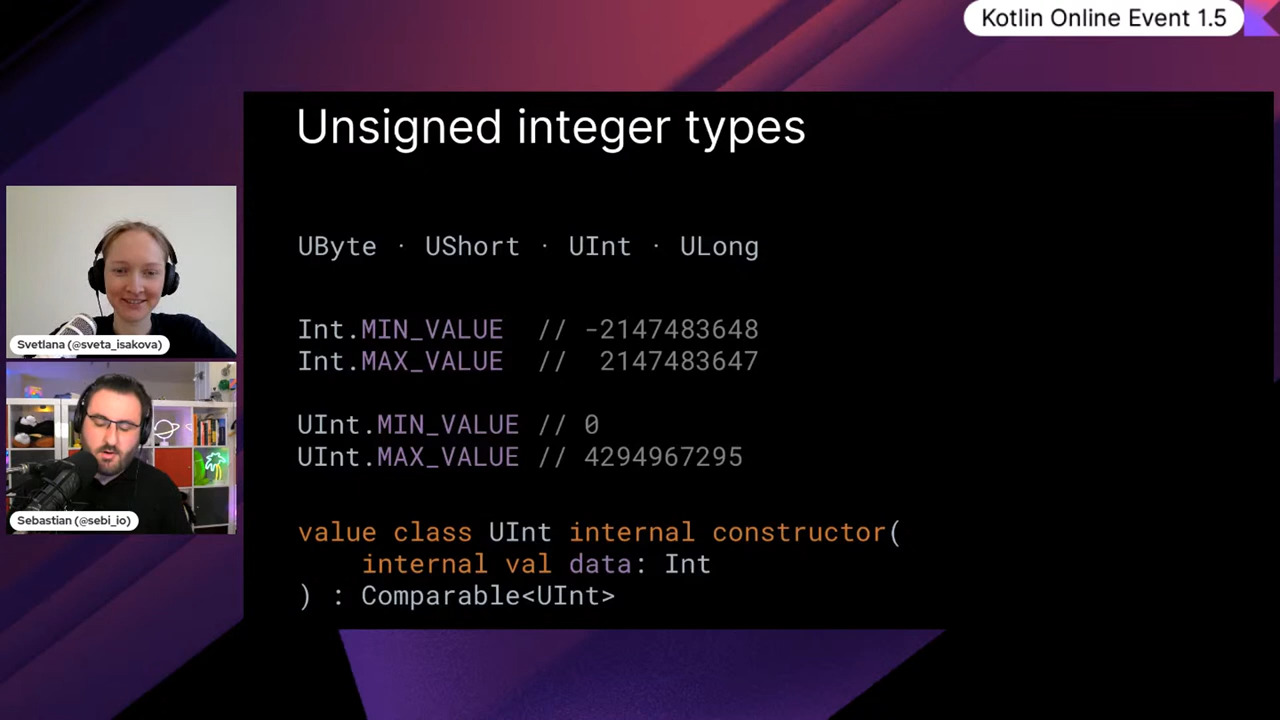 Kotlin Online Event 1.5
Unsigned integer types
UByte · UShort · UInt · ULong
Int.MIN_VALUE // -2147483648
Int.MAX_VALUE // 2147483647
UInt.MIN_VALUE // 0
UInt.MAX_VALUE // 4294967295
value class UInt internal constructor(
internal val data: Int
) : Comparable<UInt>
Svetlana (@sveta_isakova)
Sebastian (@sebi_io)